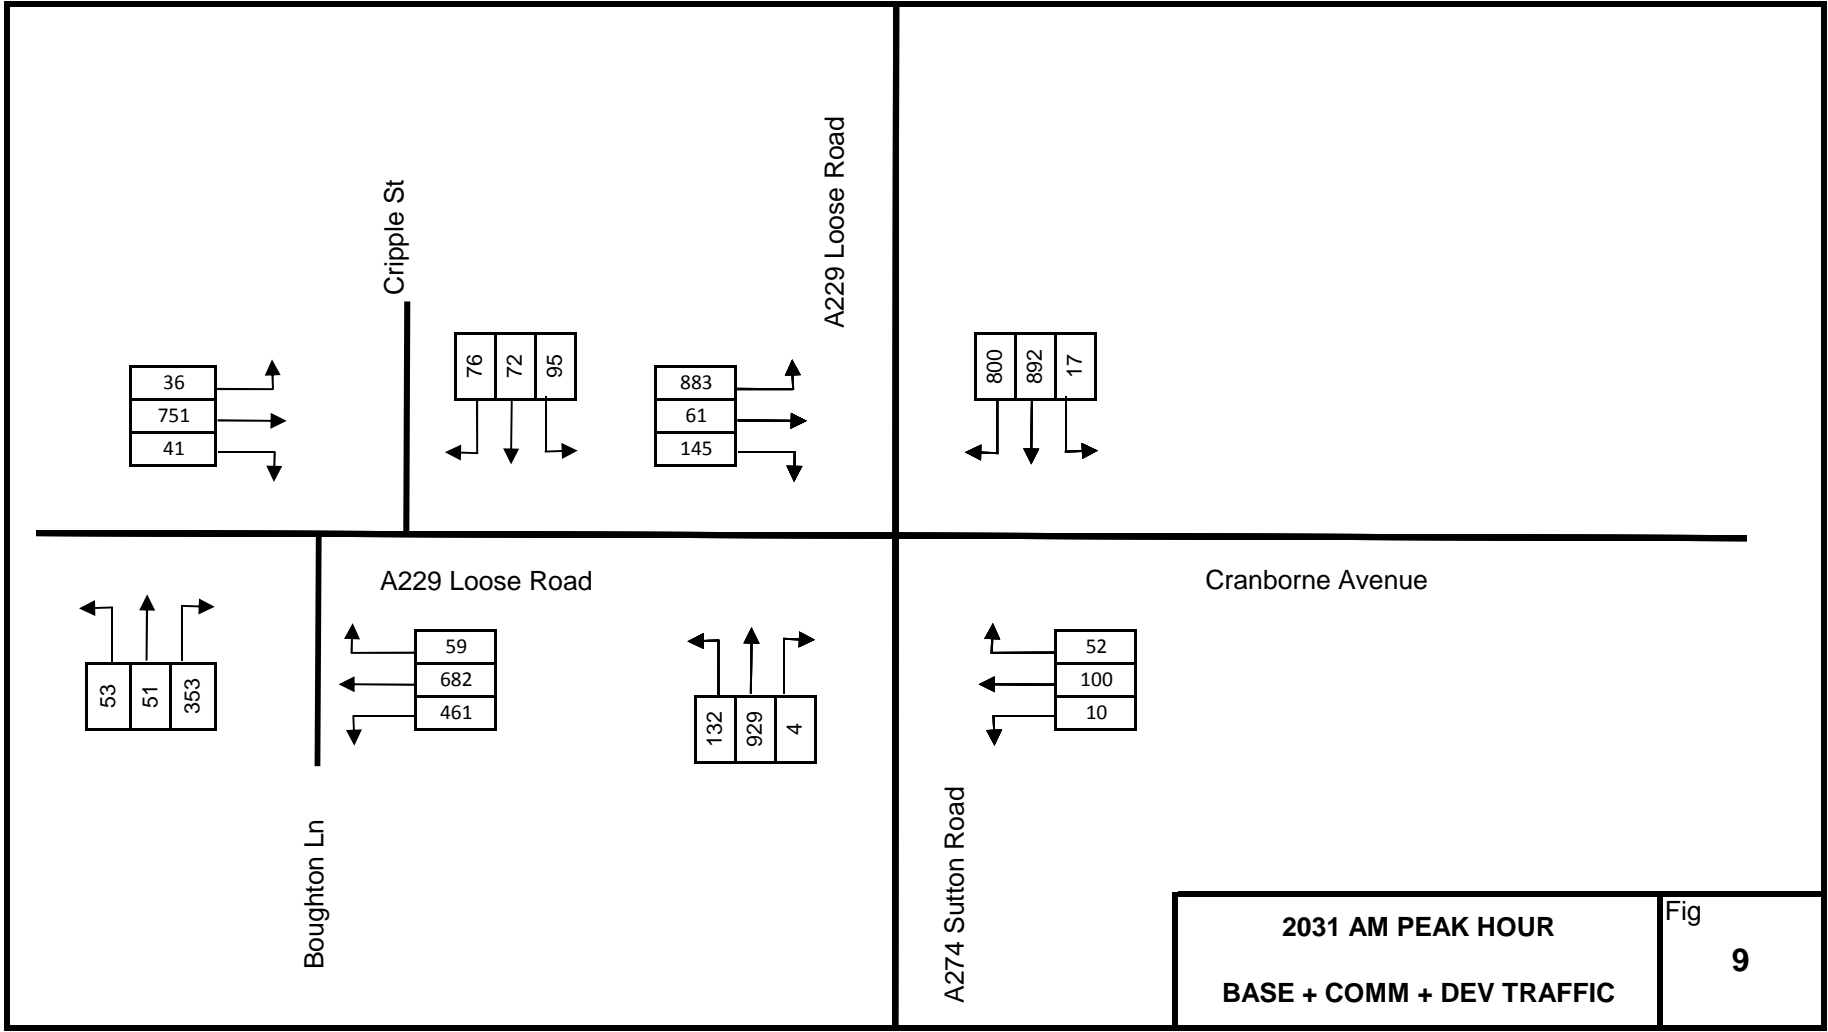 A229 Loose Road
Cripple St
36
751
41
76
72
95
883
61
145
800
892
17
A229 Loose Road
Cranborne Avenue
53
51
353
59
682
461
132
929
4
52
100
10
Boughton Ln
A274 Sutton Road
2031 AM PEAK HOUR
BASE + COMM + DEV TRAFFIC
Fig
9